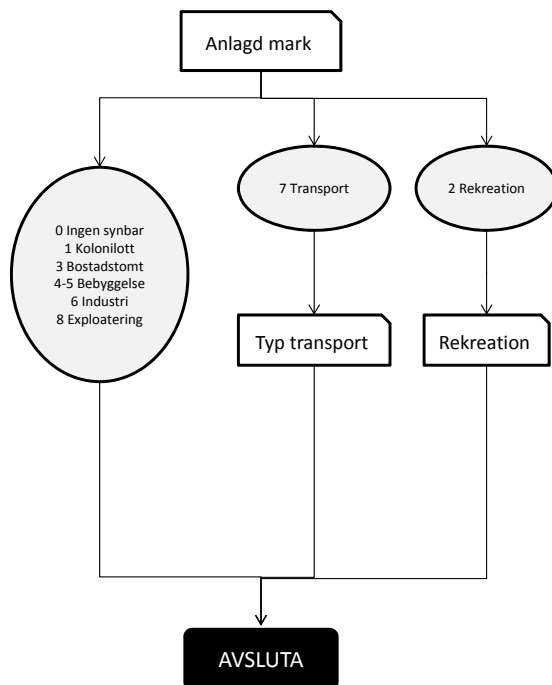 Anlagd mark
0 Ingen synbar
1 Kolonilott
3 Bostadstomt
4-5 Bebyggelse
6 Industri
8 Exploatering
7 Transport
2 Rekreation
Typ transport
Rekreation
AVSLUTA